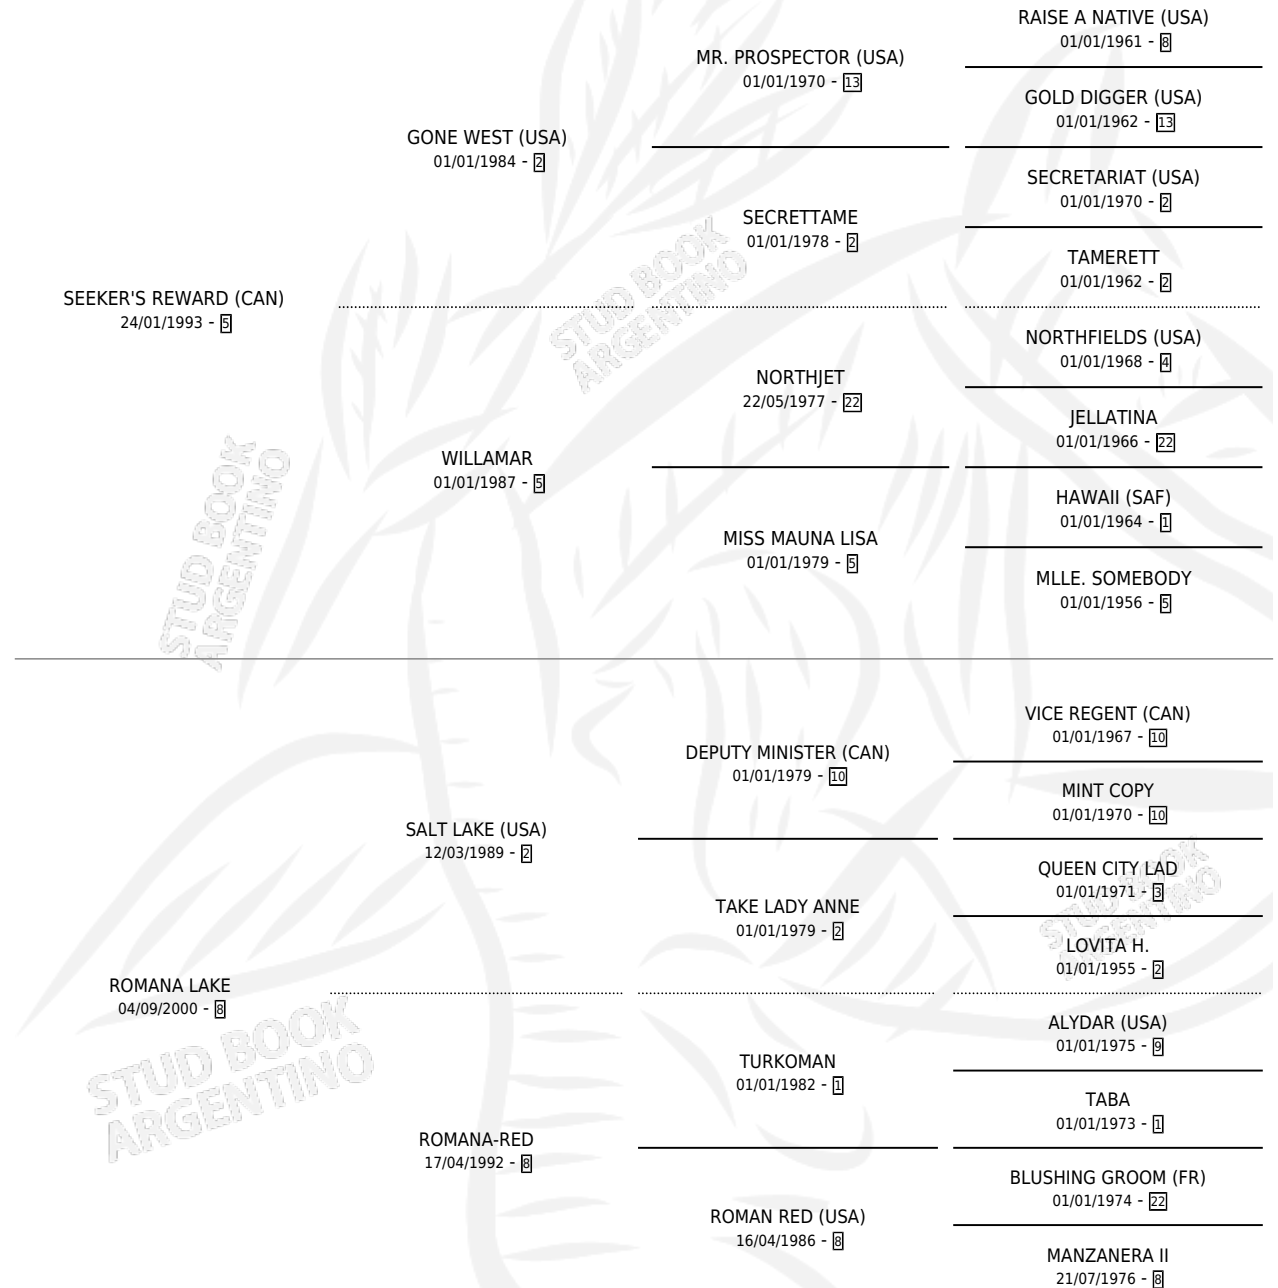 RAISE A NATIVE (USA)
01/01/1961 - 8
MR. PROSPECTOR (USA)
01/01/1970 - 13
GOLD DIGGER (USA)
01/01/1962 - 13
GONE WEST (USA)
01/01/1984 - 2
SECRETARIAT (USA)
01/01/1970 - 2
SECRETTAME
01/01/1978 - 2
TAMERETT
01/01/1962 - 2
SEEKER'S REWARD (CAN)
24/01/1993 - 5
STUD BOOK
ARGENTINO
NORTHFIELDS (USA)
01/01/1968 - 4
NORTHJET
22/05/1977 - 22
JELLATINA
01/01/1966 - 22
WILLAMAR
01/01/1987 - 5
HAWAII (SAF)
01/01/1964 - 1
MISS MAUNA LISA
01/01/1979 - 5
MLLE. SOMEBODY
01/01/1956 - 5
STUD BOOK
ARGENTINO
VICE REGENT (CAN)
01/01/1967 - 10
DEPUTY MINISTER (CAN)
01/01/1979 - 10
MINT COPY
01/01/1970 - 10
SALT LAKE (USA)
12/03/1989 - 2
QUEEN CITY LAD
01/01/1971 - 3
TAKE LADY ANNE
01/01/1979 - 2
STUD BOOK
ARGENTINO
LOVITA H.
01/01/1955 - 2
ROMANA LAKE
04/09/2000 - 8
ALYDAR (USA)
01/01/1975 - 9
STUD BOOK
ARGENTINO
TURKOMAN
01/01/1982 - 1
TABA
01/01/1973 - 1
ROMANA-RED
17/04/1992 - 8
BLUSHING GROOM (FR)
01/01/1974 - 22
ROMAN RED (USA)
16/04/1986 - 8
MANZANERA II
21/07/1976 - 8